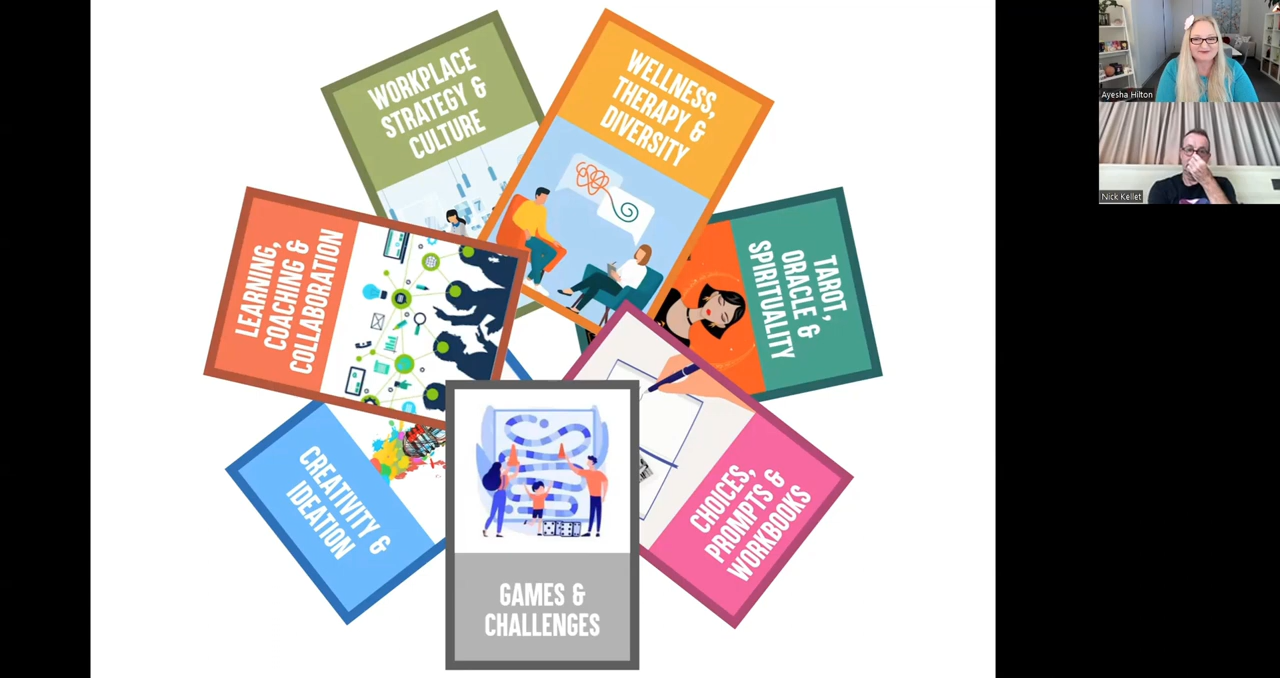 WORKPLACE
STRATEGY &
CULTURE
WELLNESS,
THERAPY &
DIVERSITY
LEARNING,
COACHING &
COLLABORATION
TAROT,
ORACLE &
SPIRITUALITY
CREATIVITY &
IDEATION
CHOICES,
PROMPTS &
WORKBOOKS
GAMES &
CHALLENGES
Ayesha Hilton
Nick Kellet